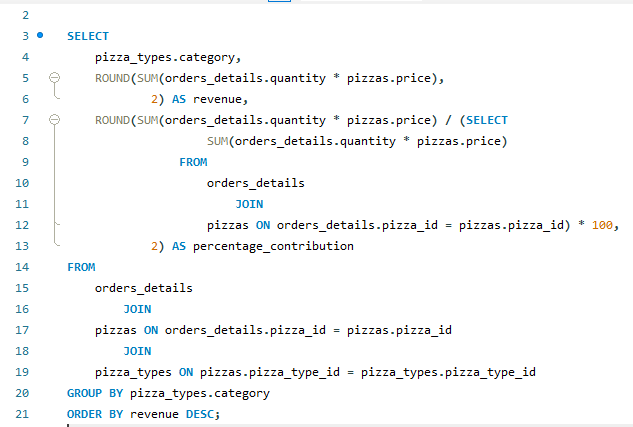 2
3 SELECT
4 pizza_types.category,
5 ROUND(SUM(orders_details.quantity * pizzas.price),
6 2) AS revenue,
7 ROUND(SUM(orders_details.quantity * pizzas.price) / (SELECT
8 SUM(orders_details.quantity * pizzas.price)
9 FROM
10 orders_details
11 JOIN
12 pizzas ON orders_details.pizza_id = pizzas.pizza_id) * 100,
13 2) AS percentage_contribution
14 FROM
15 orders_details
16 JOIN
17 pizzas ON orders_details.pizza_id = pizzas.pizza_id
18 JOIN
19 pizza_types ON pizzas.pizza_type_id = pizza_types.pizza_type_id
20 GROUP BY pizza_types.category
21 ORDER BY revenue DESC;